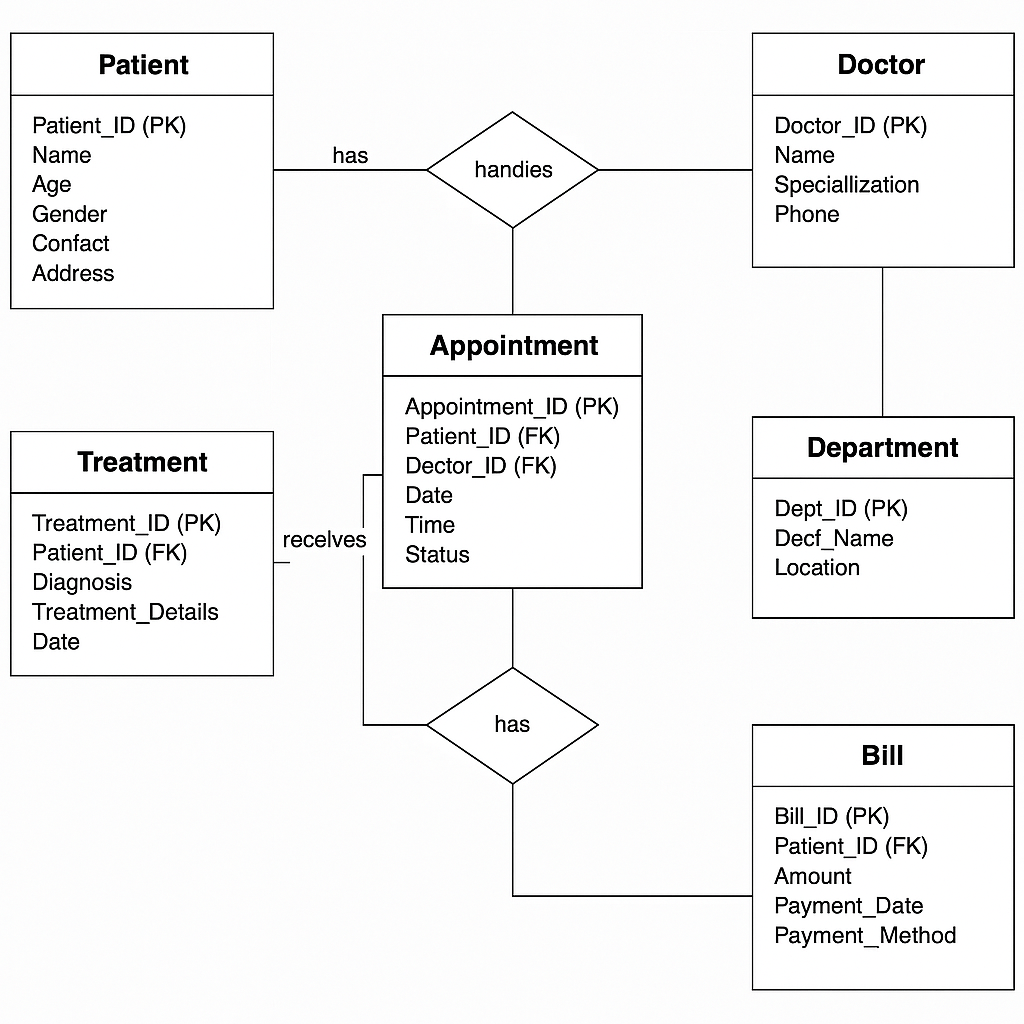 Patient
Patient_ID (PK)
Name
Age
Gender
Confact
Address
has
handies
Doctor
Doctor_ID (PK)
Name
Speciallization
Phone
Appointment
Appointment_ID (PK)
Patient_ID (FK)
Dector_ID (FK)
Date
Time
Status
Treatment
Treatment_ID (PK)
Patient_ID (FK)
Diagnosis
Treatment_Details
Date
recelves
Department
Dept_ID (PK)
Decf_Name
Location
has
Bill
Bill_ID (PK)
Patient_ID (FK)
Amount
Payment_Date
Payment_Method